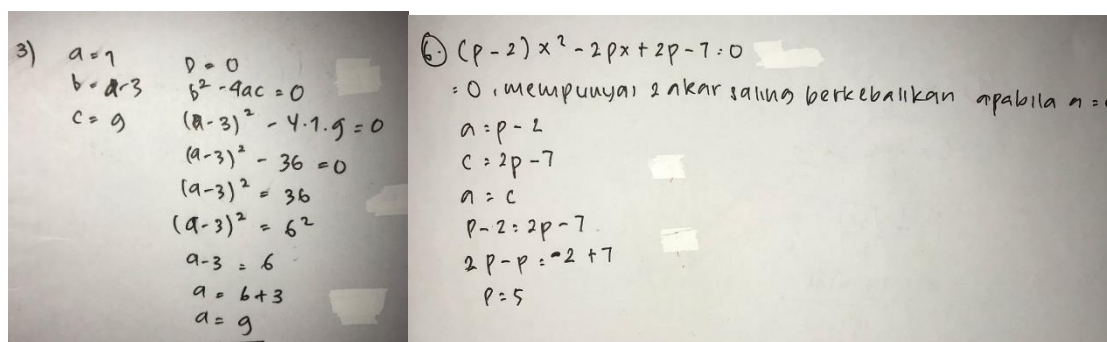 3)
a = 1
b = a-3
c = 9
D = 0
b² - 4ac = 0
(a-3)² - 4.1.9 = 0
(a-3)² - 36 = 0
(a-3)² = 36
(a-3)² = 6²
a-3 = 6
a = 6+3
a = 9
6. (p-2)x² - 2px + 2p - 7 = 0
= 0, mempunyai 2 akar saling berkebalikan apabila a =
a = p-2
c = 2p-7
a = c
p-2 = 2p-7
2p-p = -2+7
p = 5